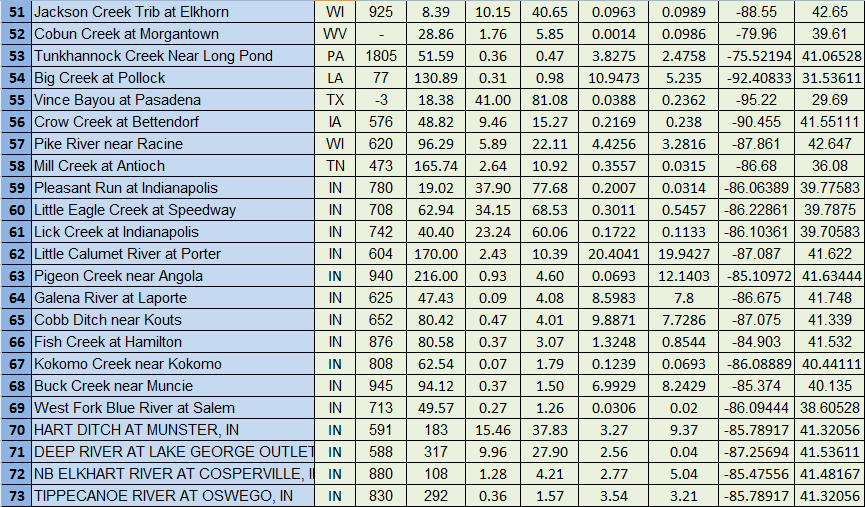 51 Jackson Creek Trib at Elkhorn WI 925 8.39 10.15 40.65 0.0963 0.0989 -88.55 42.65
52 Cobun Creek at Morgantown WV - 28.86 1.76 5.85 0.0014 0.0986 -79.96 39.61
53 Tunkhannock Creek Near Long Pond PA 1805 51.59 0.36 0.47 3.8275 2.4758 -75.52194 41.06528
54 Big Creek at Pollock LA 77 130.89 0.31 0.98 10.9473 5.235 -92.40833 31.53611
55 Vince Bayou at Pasadena TX -3 18.38 41.00 81.08 0.0388 0.2362 -95.22 29.69
56 Crow Creek at Bettendorf IA 576 48.82 9.46 15.27 0.2169 0.238 -90.455 41.55111
57 Pike River near Racine WI 620 96.29 5.89 22.11 4.4256 3.2816 -87.861 42.647
58 Mill Creek at Antioch TN 473 165.74 2.64 10.92 0.3557 0.0315 -86.68 36.08
59 Pleasant Run at Indianapolis IN 780 19.02 37.90 77.68 0.2007 0.0314 -86.06389 39.77583
60 Little Eagle Creek at Speedway IN 708 62.94 34.15 68.53 0.3011 0.5457 -86.22861 39.7875
61 Lick Creek at Indianapolis IN 742 40.40 23.24 60.06 0.1722 0.1133 -86.10361 39.70583
62 Little Calumet River at Porter IN 604 170.00 2.43 10.39 20.4041 19.9427 -87.087 41.622
63 Pigeon Creek near Angola IN 940 216.00 0.93 4.60 0.0693 12.1403 -85.10972 41.63444
64 Galena River at Laporte IN 625 47.43 0.09 4.08 8.5983 7.8 -86.675 41.748
65 Cobb Ditch near Kouts IN 652 80.42 0.47 4.01 9.8871 7.7286 -87.075 41.339
66 Fish Creek at Hamilton IN 876 80.58 0.37 3.07 1.3248 0.8544 -84.903 41.532
67 Kokomo Creek near Kokomo IN 808 62.54 0.07 1.79 0.1239 0.0693 -86.08889 40.44111
68 Buck Creek near Muncie IN 945 94.12 0.37 1.50 6.9929 8.2429 -85.374 40.135
69 West Fork Blue River at Salem IN 713 49.57 0.27 1.26 0.0306 0.02 -86.09444 38.60528
70 HART DITCH AT MUNSTER, IN IN 591 183 15.46 37.83 3.27 9.37 -85.78917 41.32056
71 DEEP RIVER AT LAKE GEORGE OUTLET IN 588 317 9.96 27.90 2.56 0.04 -87.25694 41.53611
72 NB ELKHART RIVER AT COSPERVILLE, I IN 880 108 1.28 4.21 2.77 5.04 -85.47556 41.48167
73 TIPPECANOE RIVER AT OSWEGO, IN IN 830 292 0.36 1.57 3.54 3.21 -85.78917 41.32056